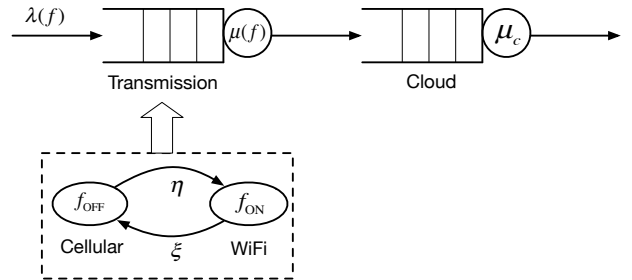 λ(f)
μ(f)
μ_c
Transmission
Cloud
η
f_OFF
f_ON
Cellular
ξ
WiFi